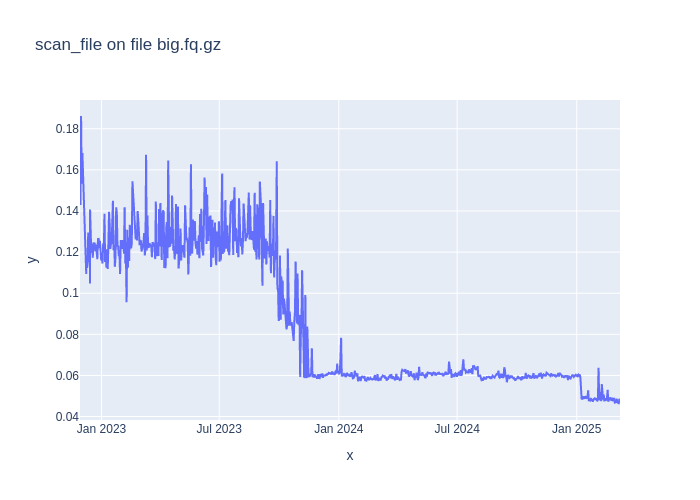 scan_file on file big.fq.gz
0.18
0.16
0.14
0.12
0.1
0.08
0.06
0.04
y
Jan 2023
Jul 2023
Jan 2024
Jul 2024
Jan 2025
x